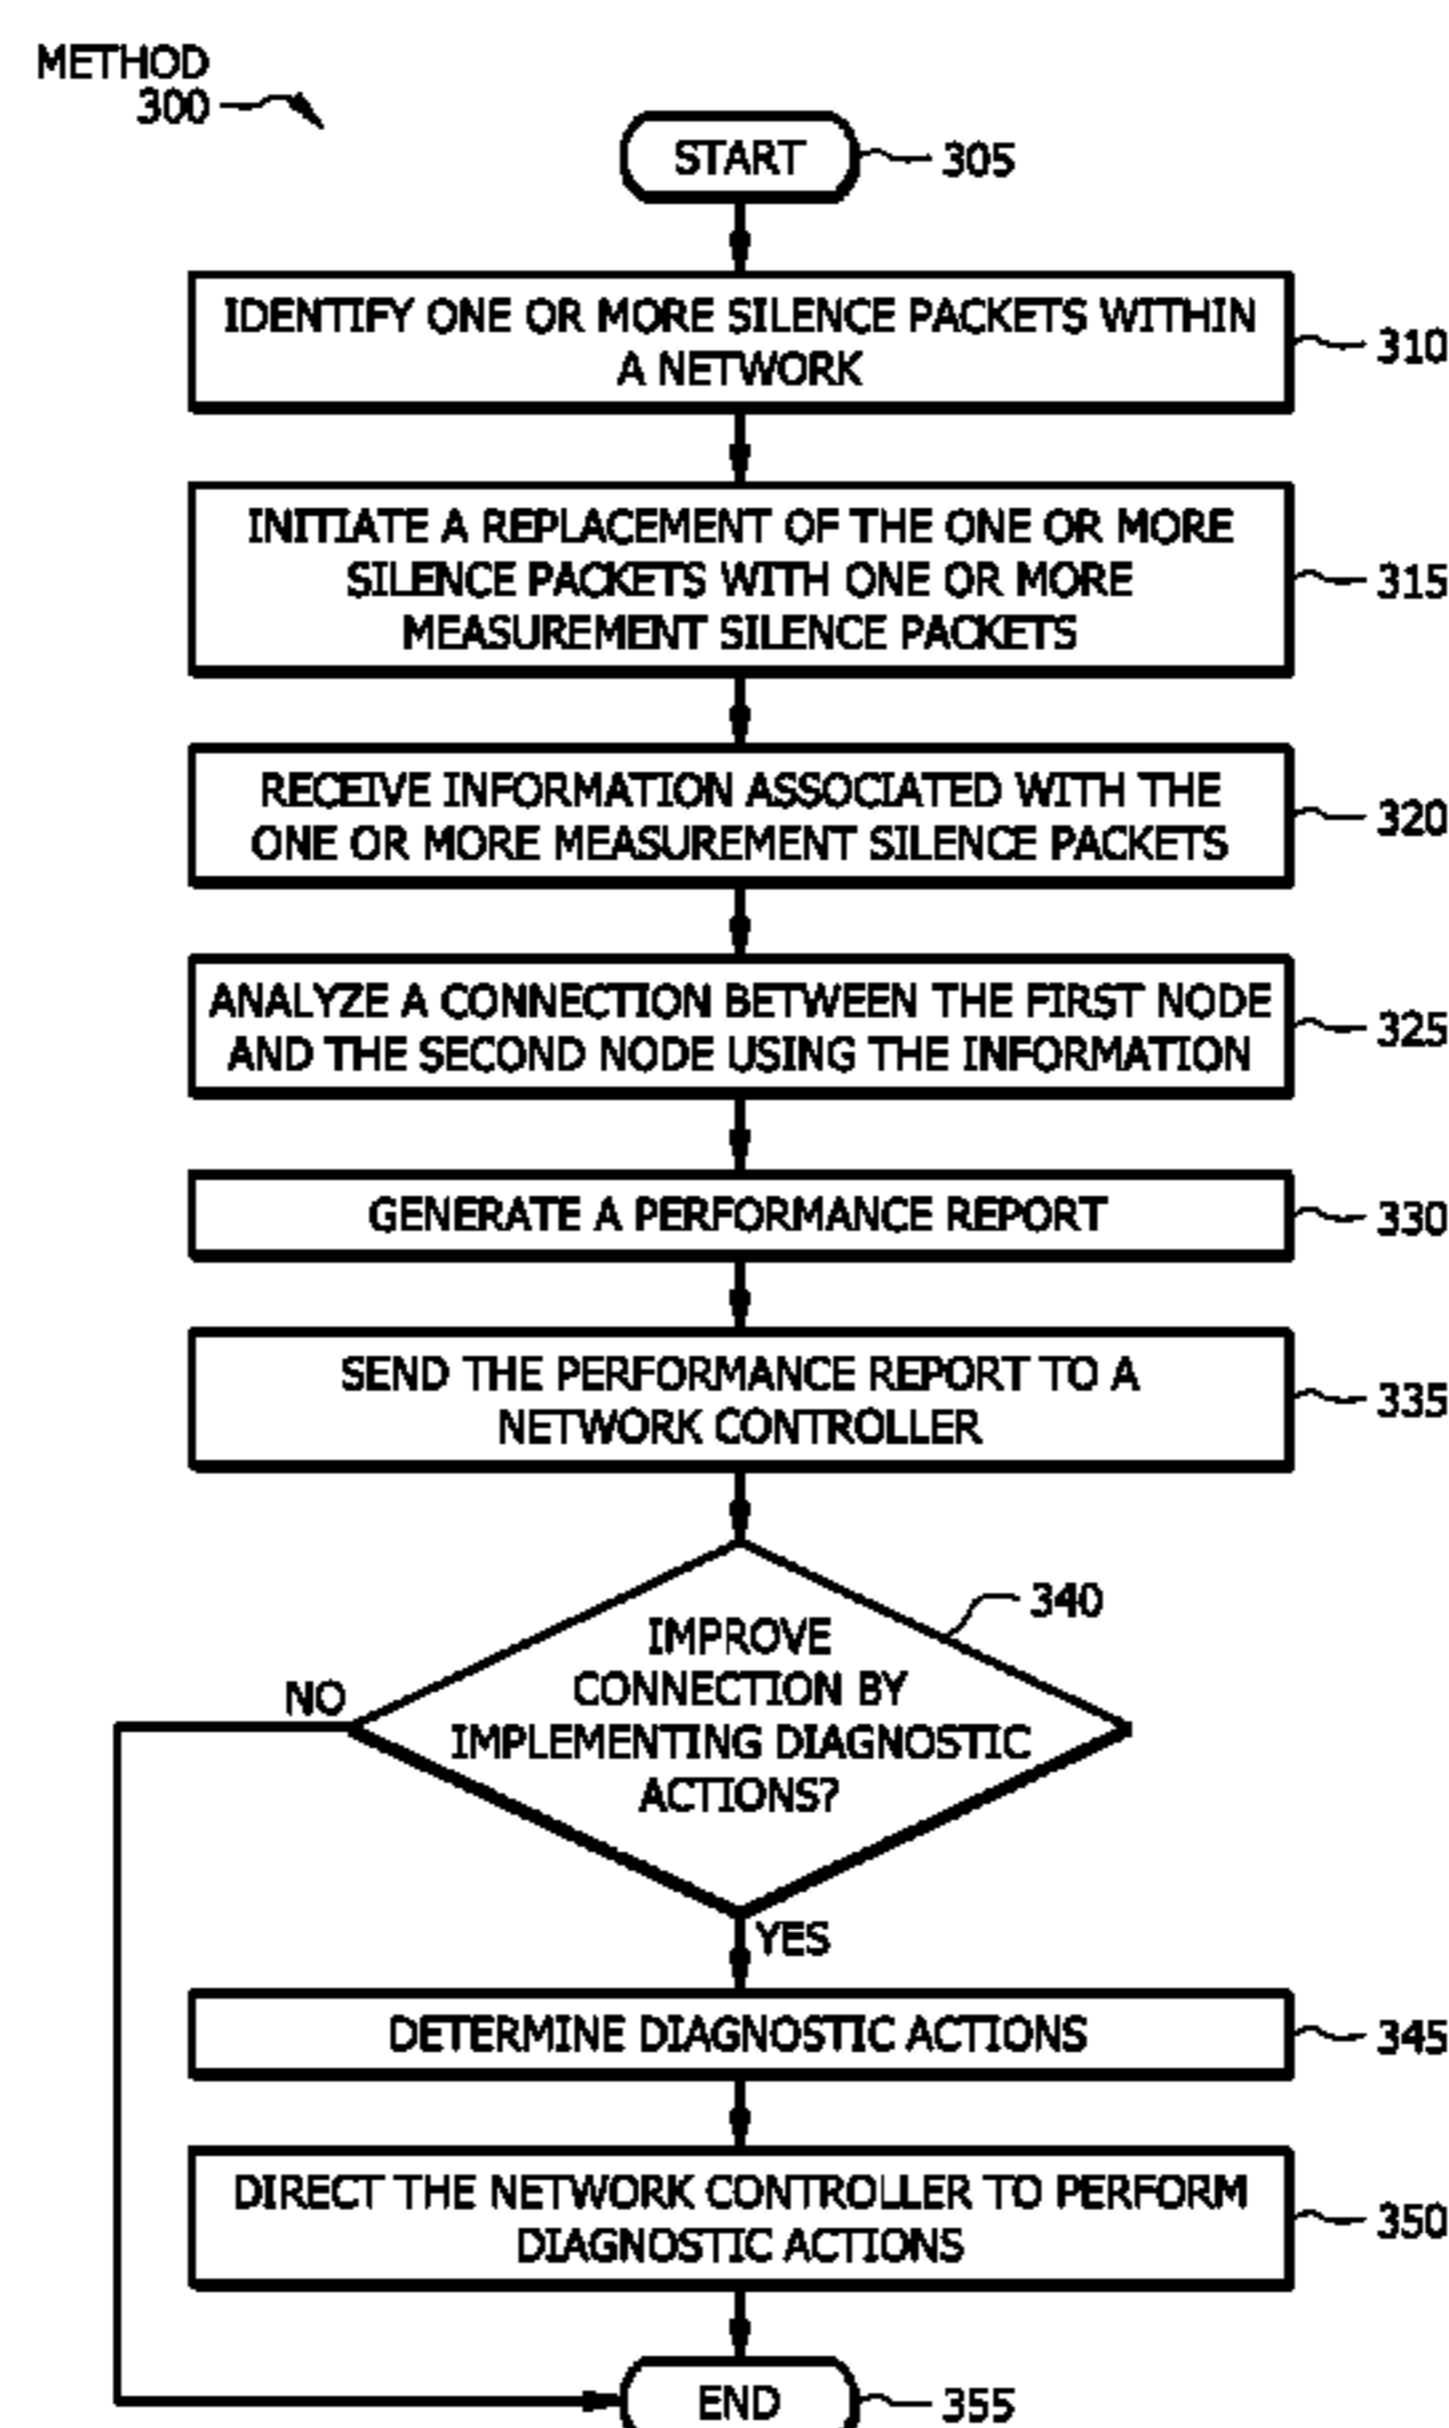 METHOD
300
START
305
IDENTIFY ONE OR MORE SILENCE PACKETS WITHIN
A NETWORK
310
INITIATE A REPLACEMENT OF THE ONE OR MORE
SILENCE PACKETS WITH ONE OR MORE
MEASUREMENT SILENCE PACKETS
315
RECEIVE INFORMATION ASSOCIATED WITH THE
ONE OR MORE MEASUREMENT SILENCE PACKETS
320
ANALYZE A CONNECTION BETWEEN THE FIRST NODE
AND THE SECOND NODE USING THE INFORMATION
325
GENERATE A PERFORMANCE REPORT
330
SEND THE PERFORMANCE REPORT TO A
NETWORK CONTROLLER
335
340
IMPROVE
CONNECTION BY
IMPLEMENTING DIAGNOSTIC
ACTIONS?
NO
YES
DETERMINE DIAGNOSTIC ACTIONS
345
DIRECT THE NETWORK CONTROLLER TO PERFORM
DIAGNOSTIC ACTIONS
350
END
355